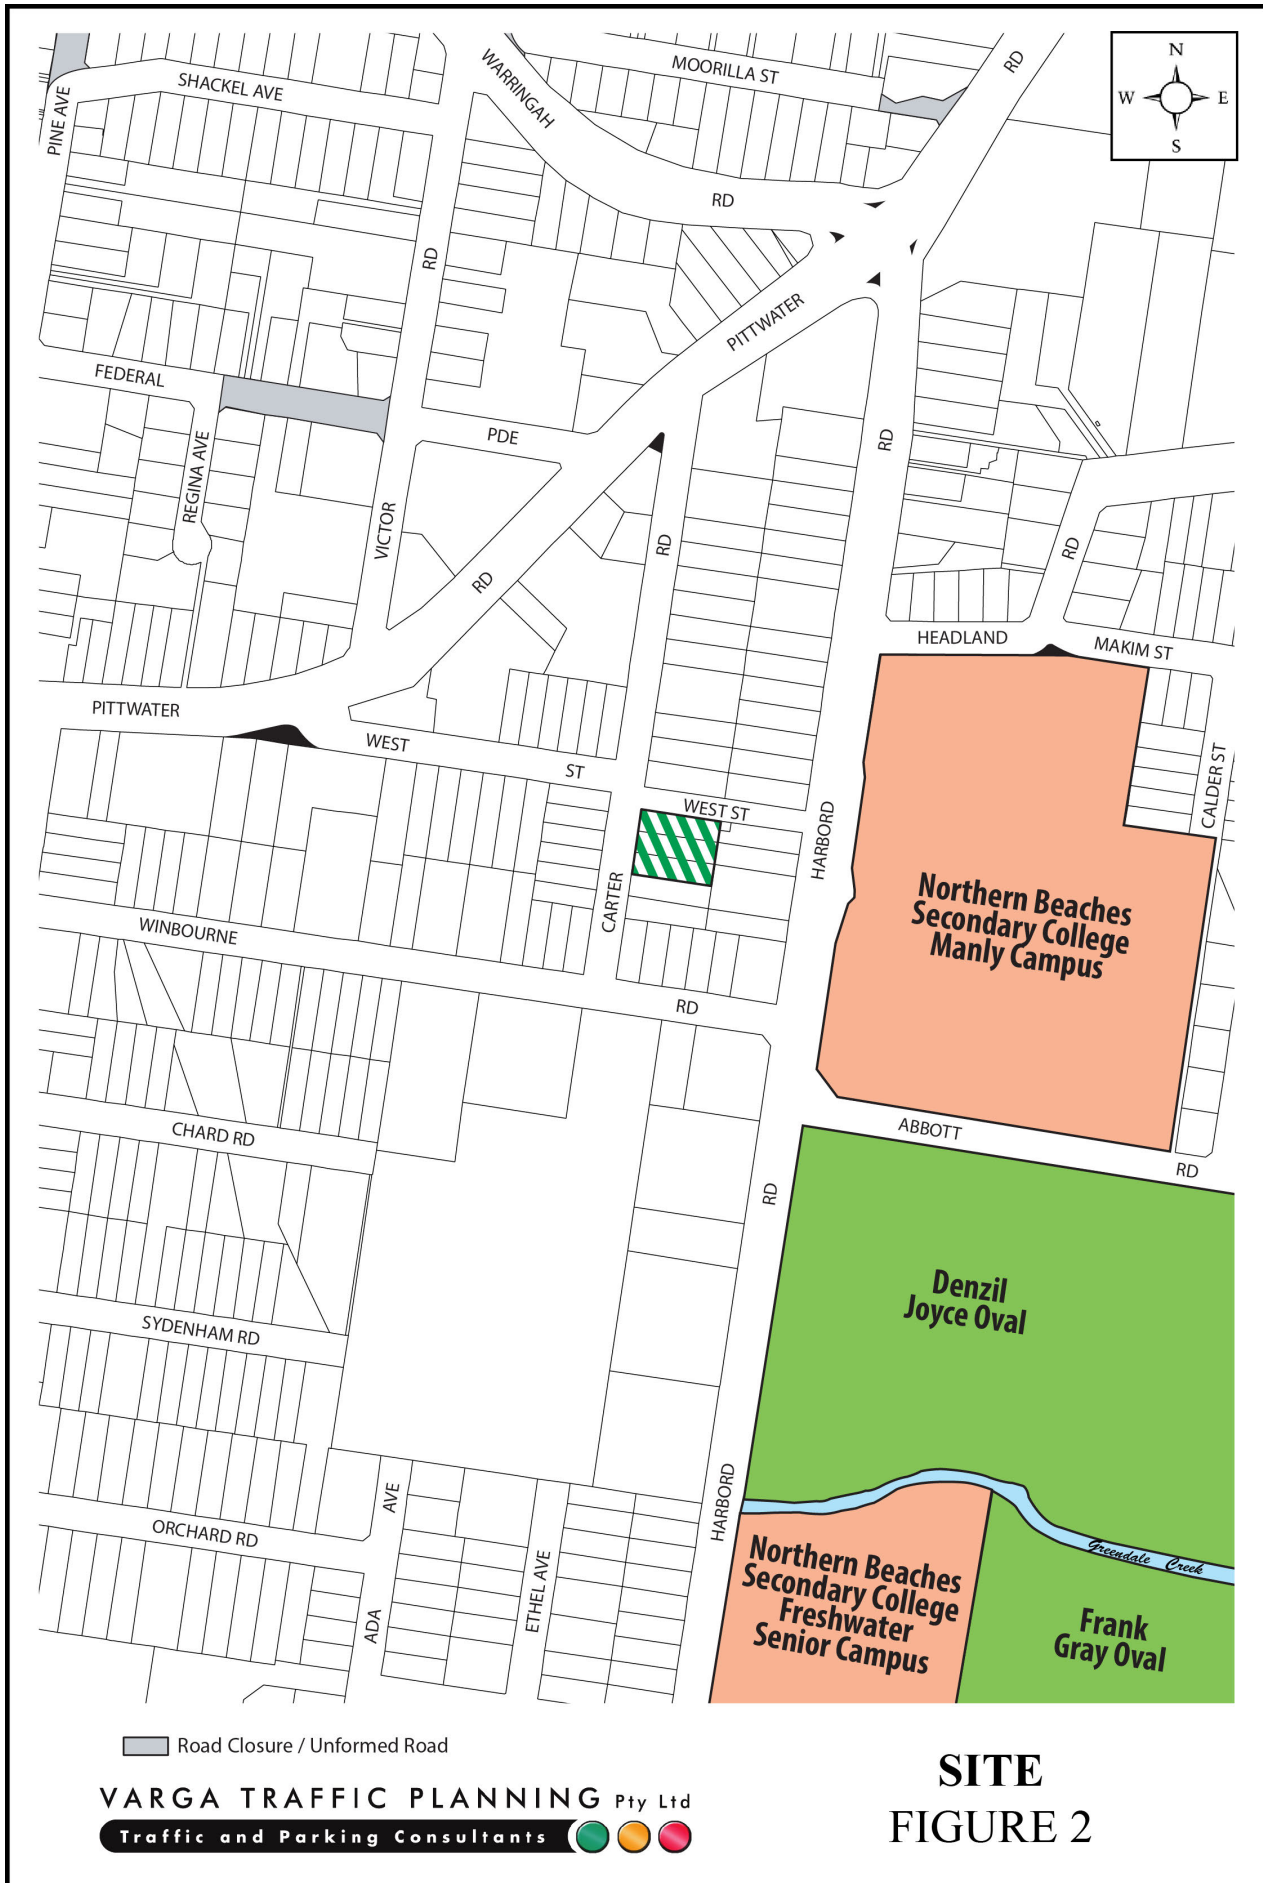 MOORILLA ST
RD
N
W E
S
SHACKEL AVE
WARRINGAH
PINE AVE
RD
RD
PITTWATER
FEDERAL
PDE
RD
REGINA AVE
VICTOR
RD
RD
RD
HEADLAND
MAKIM ST
PITTWATER
WEST
ST
WEST ST
CALDER ST
HARBORD
CARTER
Northern Beaches
Secondary College
Manly Campus
WINBOURNE
RD
CHARD RD
ABBOTT
RD
RD
Denzil
Joyce Oval
SYDENHAM RD
AVE
HARBORD
ORCHARD RD
ETHEL AVE
ADA
Greendale Creek
Northern Beaches
Secondary College
Freshwater
Senior Campus
Frank
Gray Oval
Road Closure / Unformed Road
VARGA TRAFFIC PLANNING Pty Ltd
Traffic and Parking Consultants
SITE
FIGURE 2